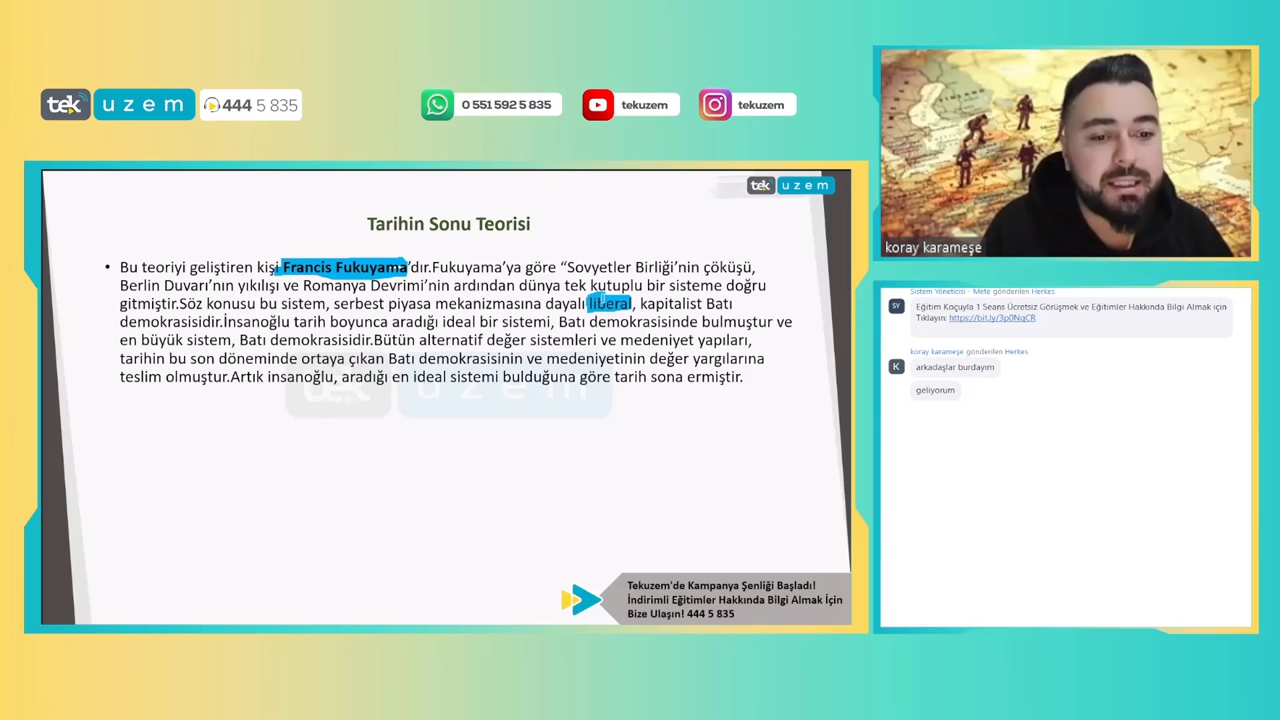 tek uzem 444 5 835
0 551 592 5 835
tekuzem
tekuzem
tek uzem
Tarihin Sonu Teorisi
• Bu teoriyi geliştiren kişi Francis Fukuyama'dır.Fukuyama'ya göre "Sovyetler Birliği'nin çöküşü,
Berlin Duvarı'nın yıkılışı ve Romanya Devrimi'nin ardından dünya tek kutuplu bir sisteme doğru
gitmiştir.Söz konusu bu sistem, serbest piyasa mekanizmasına dayalı liberal, kapitalist Batı
demokrasisidir.İnsanoğlu tarih boyunca aradığı ideal bir sistemi, Batı demokrasisinde bulmuştur ve
en büyük sistem, Batı demokrasisidir.Bütün alternatif değer sistemleri ve medeniyet yapıları,
tarihin bu son döneminde ortaya çıkan Batı demokrasisinin ve medeniyetinin değer yargılarına
teslim olmuştur.Artık insanoğlu, aradığı en ideal sistemi bulduğuna göre tarih sona ermiştir.
tek uzem
Tekuzem'de Kampanya Şenliği Başladı!
İndirimli Eğitimler Hakkında Bilgi Almak İçin
Bize Ulaşın! 444 5 835
koray karameşe
Sistem Yöneticisi - Mete gönderilen Herkes
SY
Eğitim Koçuyla 1 Seans Ücretsiz Görüşmek ve Eğitimler Hakkında Bilgi Almak için
Tıklayın: https://bit.ly/3p0NqCR
koray karameşe gönderilen Herkes
K
arkadaşlar burdayım
geliyorum